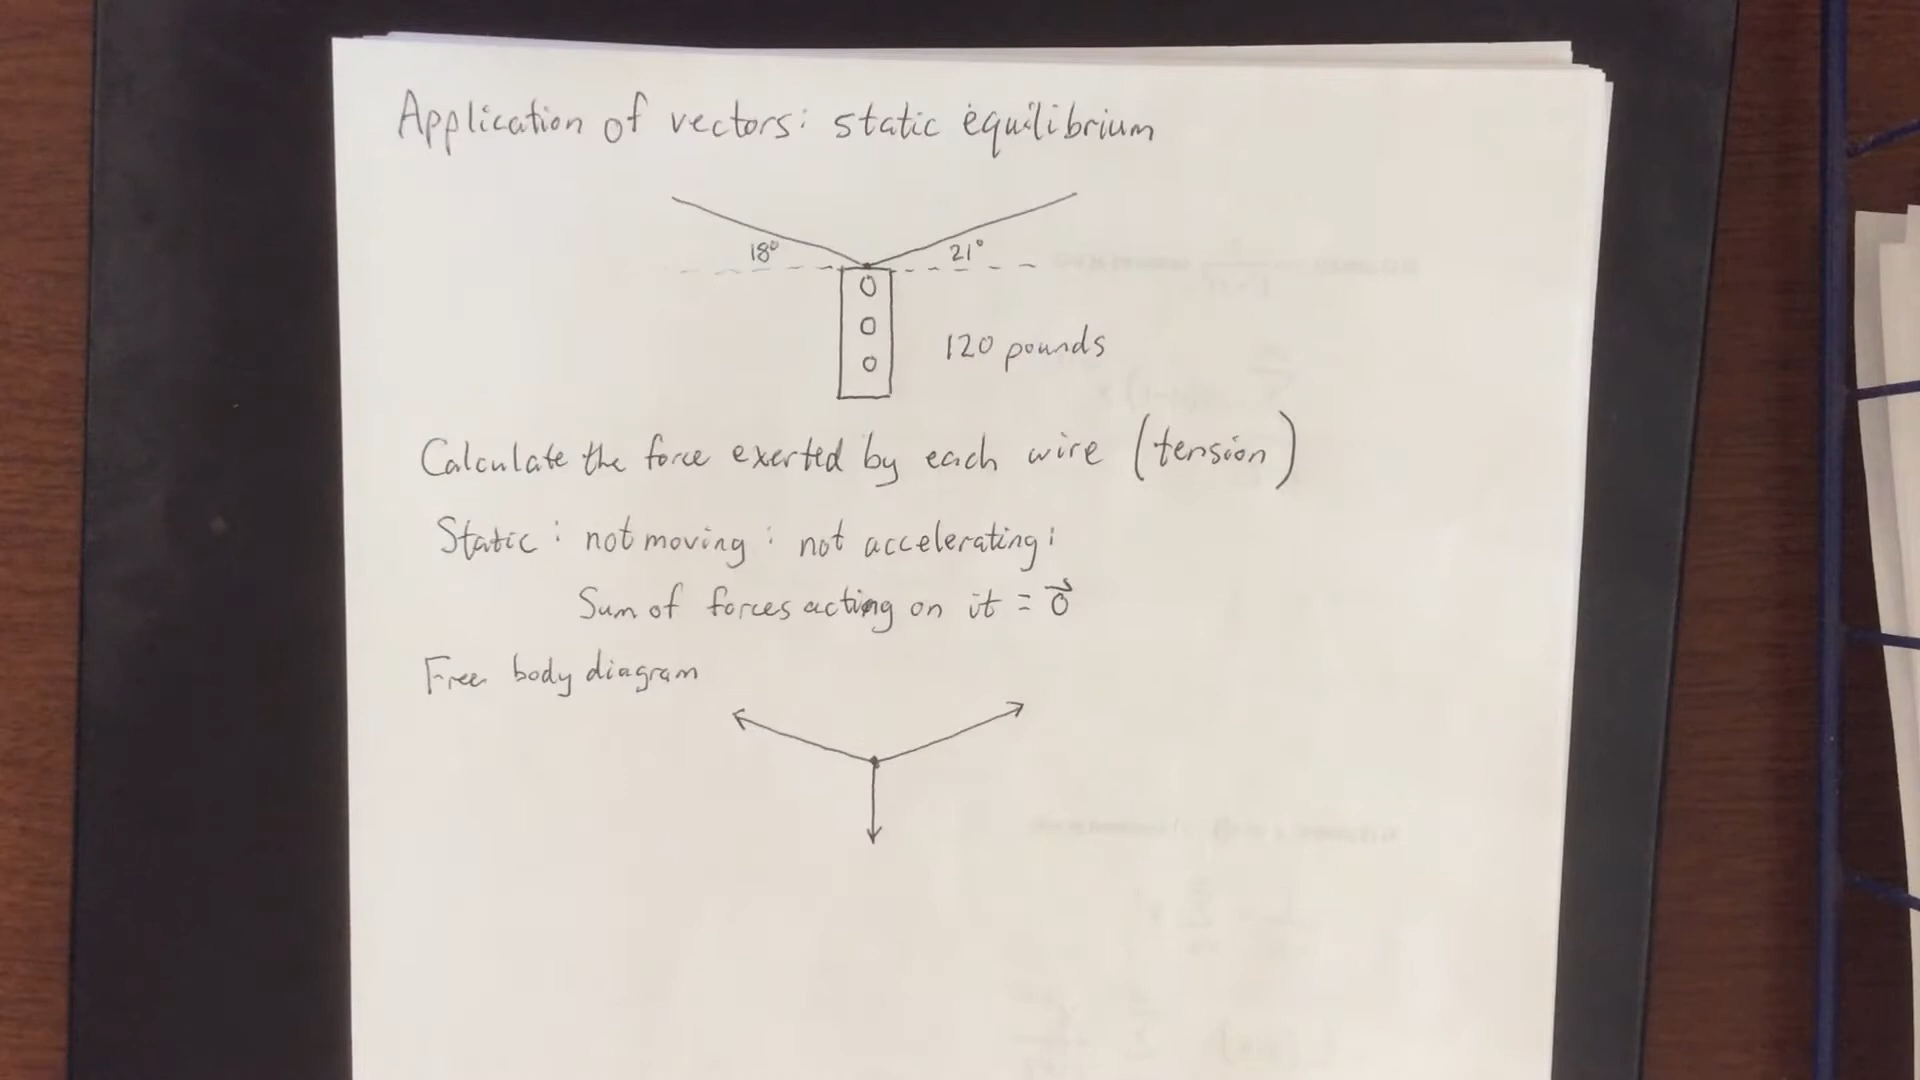 Application of vectors: static equilibrium
18° 21°
120 pounds
Calculate the force exerted by each wire (tension)
Static: not moving: not accelerating:
Sum of forces acting on it = 0⃗
Free body diagram